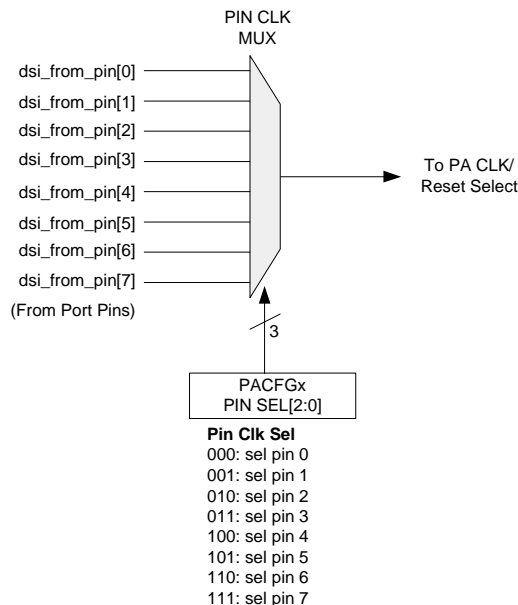 PIN CLK
MUX
dsi_from_pin[0]
dsi_from_pin[1]
dsi_from_pin[2]
dsi_from_pin[3]
dsi_from_pin[4]
dsi_from_pin[5]
dsi_from_pin[6]
dsi_from_pin[7]
(From Port Pins)
To PA CLK/
Reset Select
3
PACFGx
PIN SEL[2:0]
Pin Clk Sel
000: sel pin 0
001: sel pin 1
010: sel pin 2
011: sel pin 3
100: sel pin 4
101: sel pin 5
110: sel pin 6
111: sel pin 7